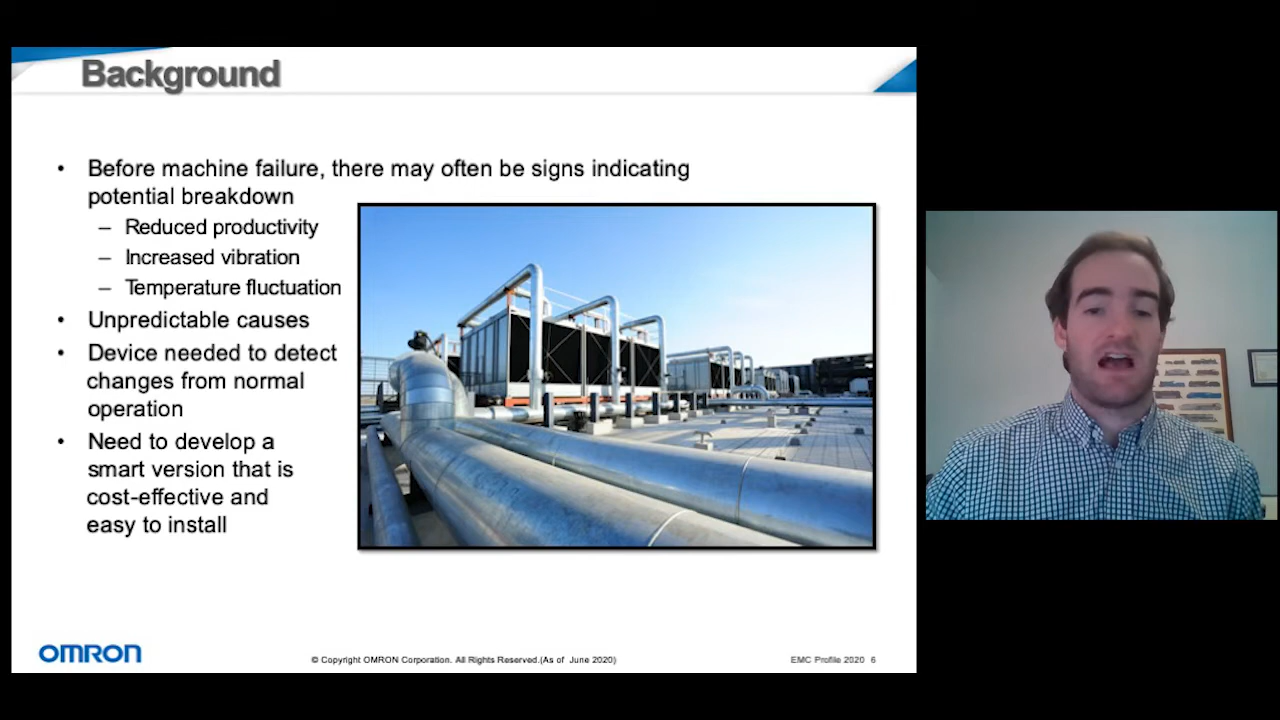 Background
• Before machine failure, there may often be signs indicating
potential breakdown
– Reduced productivity
– Increased vibration
– Temperature fluctuation
• Unpredictable causes
• Device needed to detect
changes from normal
operation
• Need to develop a
smart version that is
cost-effective and
easy to install
OMRON
© Copyright OMRON Corporation. All Rights Reserved.(As of June 2020)
EMC Profile 2020 6